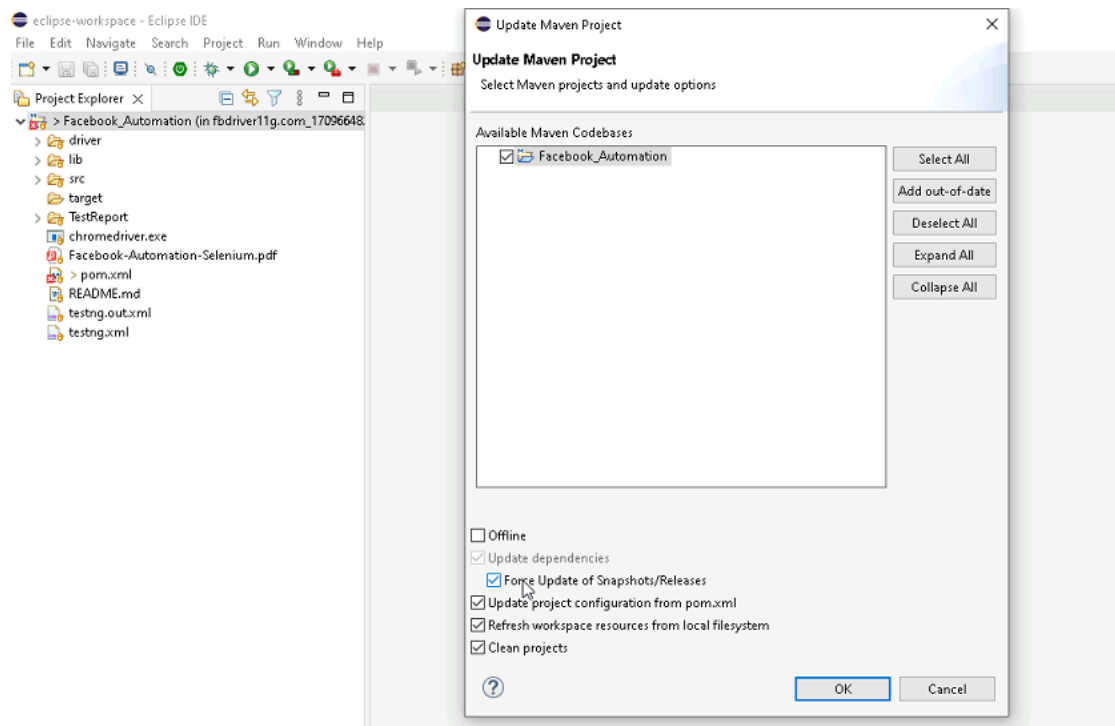 eclipse-workspace - Eclipse IDE
File Edit Navigate Search Project Run Window Help
Project Explorer
> Facebook_Automation (in fbdriver11g.com_17096648
driver
lib
src
target
TestReport
chromedriver.exe
Facebook-Automation-Selenium.pdf
> pom.xml
README.md
testng.out.xml
testng.xml
Update Maven Project
Update Maven Project
Select Maven projects and update options
Available Maven Codebases
Facebook_Automation
Select All
Add out-of-date
Deselect All
Expand All
Collapse All
Offline
Update dependencies
Force Update of Snapshots/Releases
Update project configuration from pom.xml
Refresh workspace resources from local filesystem
Clean projects
OK Cancel